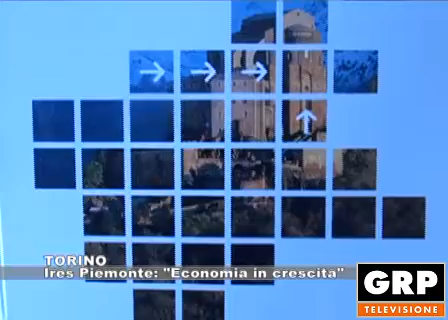 TORINO
Ires Piemonte: "Economia in crescita"
GRP
TELEVISIONE